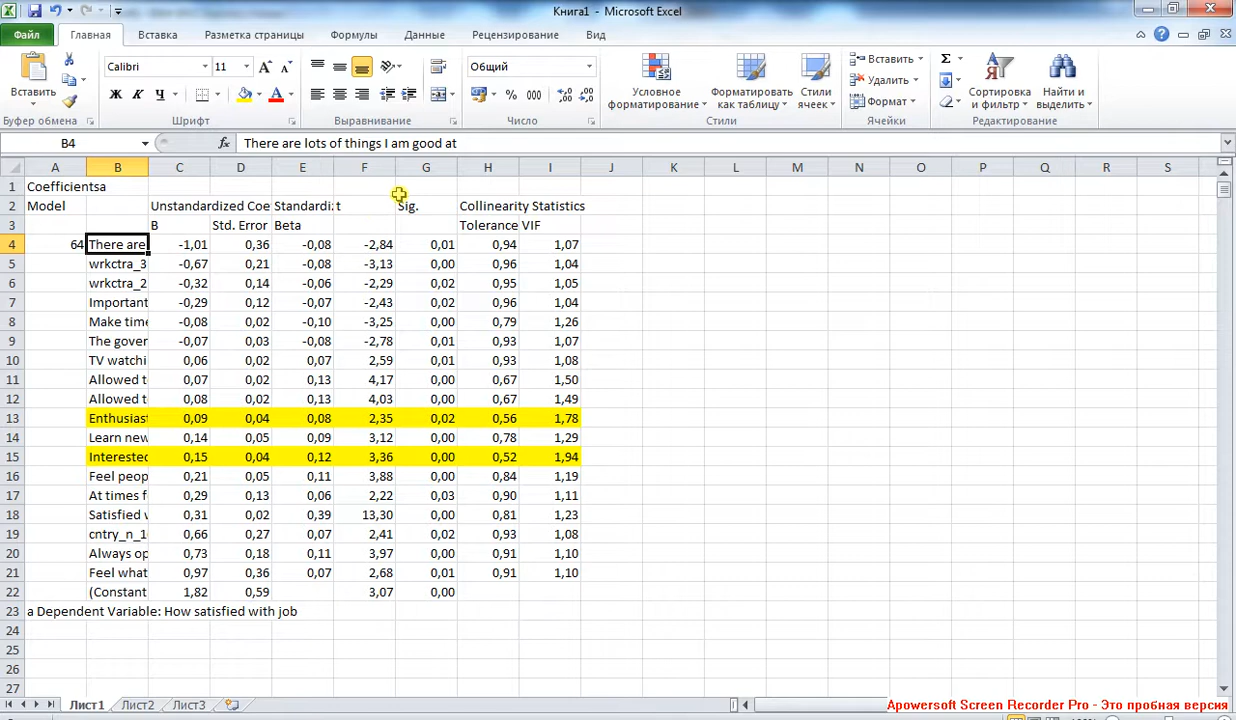 Книга1 - Microsoft Excel
Файл Главная Вставка Разметка страницы Формулы Данные Рецензирование Вид
Вставить
Calibri 11
Ж К Ч
Общий
% 000
Условное форматирование
Форматировать как таблицу
Стили ячеек
Вставить
Удалить
Формат
Σ
Сортировка и фильтр
Найти и выделить
Буфер обмена Шрифт Выравнивание Число Стили Ячейки Редактирование
B4 fx There are lots of things I am good at
A B C D E F G H I J K L M N O P Q R S
1 Coefficientsa
2 Model Unstandardized Coe Standardi: t Sig. Collinearity Statistics
3 B Std. Error Beta Tolerance VIF
4 64 There are -1,01 0,36 -0,08 -2,84 0,01 0,94 1,07
5 wrkctra_3 -0,67 0,21 -0,08 -3,13 0,00 0,96 1,04
6 wrkctra_2 -0,32 0,14 -0,06 -2,29 0,02 0,95 1,05
7 Important -0,29 0,12 -0,07 -2,43 0,02 0,96 1,04
8 Make time -0,08 0,02 -0,10 -3,25 0,00 0,79 1,26
9 The gover -0,07 0,03 -0,08 -2,78 0,01 0,93 1,07
10 TV watchi 0,06 0,02 0,07 2,59 0,01 0,93 1,08
11 Allowed t 0,07 0,02 0,13 4,17 0,00 0,67 1,50
12 Allowed t 0,08 0,02 0,13 4,03 0,00 0,67 1,49
13 Enthusiast 0,09 0,04 0,08 2,35 0,02 0,56 1,78
14 Learn new 0,14 0,05 0,09 3,12 0,00 0,78 1,29
15 Interested 0,15 0,04 0,12 3,36 0,00 0,52 1,94
16 Feel peop 0,21 0,05 0,11 3,88 0,00 0,84 1,19
17 At times f 0,29 0,13 0,06 2,22 0,03 0,90 1,11
18 Satisfied v 0,31 0,02 0,39 13,30 0,00 0,81 1,23
19 cntry_n_1 0,66 0,27 0,07 2,41 0,02 0,93 1,08
20 Always op 0,73 0,18 0,11 3,97 0,00 0,91 1,10
21 Feel what 0,97 0,36 0,07 2,68 0,01 0,91 1,10
22 (Constant 1,82 0,59 3,07 0,00
23 a Dependent Variable: How satisfied with job
24
25
26
27
Лист1 Лист2 Лист3
Apowersoft Screen Recorder Pro - Это пробная версия